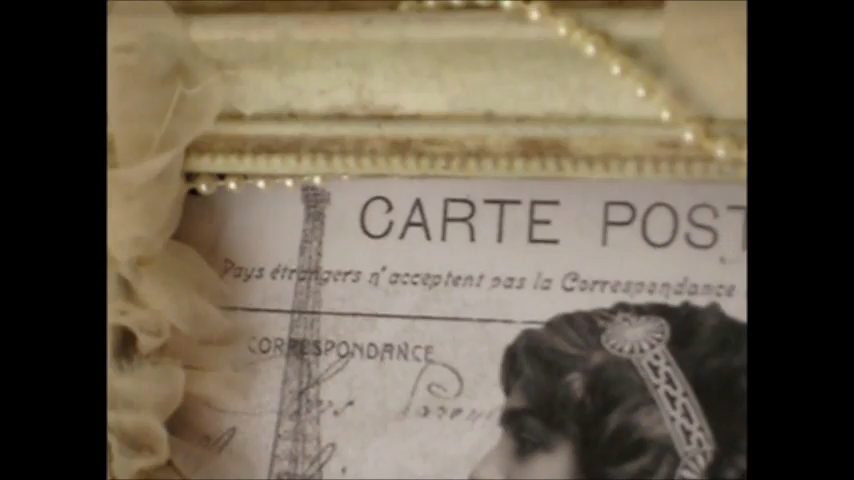 CARTE POST
Pays étrangers n'acceptent pas la Correspondance
CORRESPONDANCE